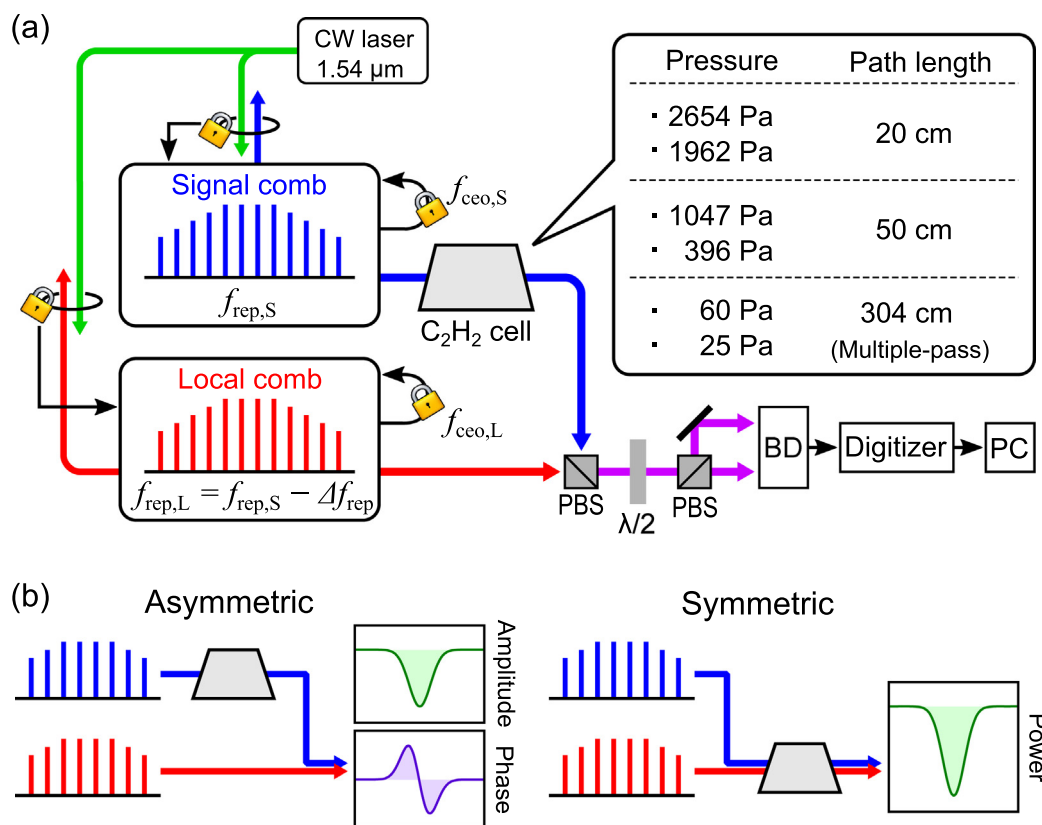 (a)
CW laser
1.54 μm
Pressure Path length
・ 2654 Pa
・ 1962 Pa
20 cm
・ 1047 Pa
・ 396 Pa
50 cm
・ 60 Pa
・ 25 Pa
304 cm
(Multiple-pass)
Signal comb
fceo,S
frep,S
C2H2 cell
Local comb
fceo,L
frep,L = frep,S − Δfrep
PBS
λ/2
PBS
BD
Digitizer
PC
(b)
Asymmetric
Amplitude
Phase
Symmetric
Power